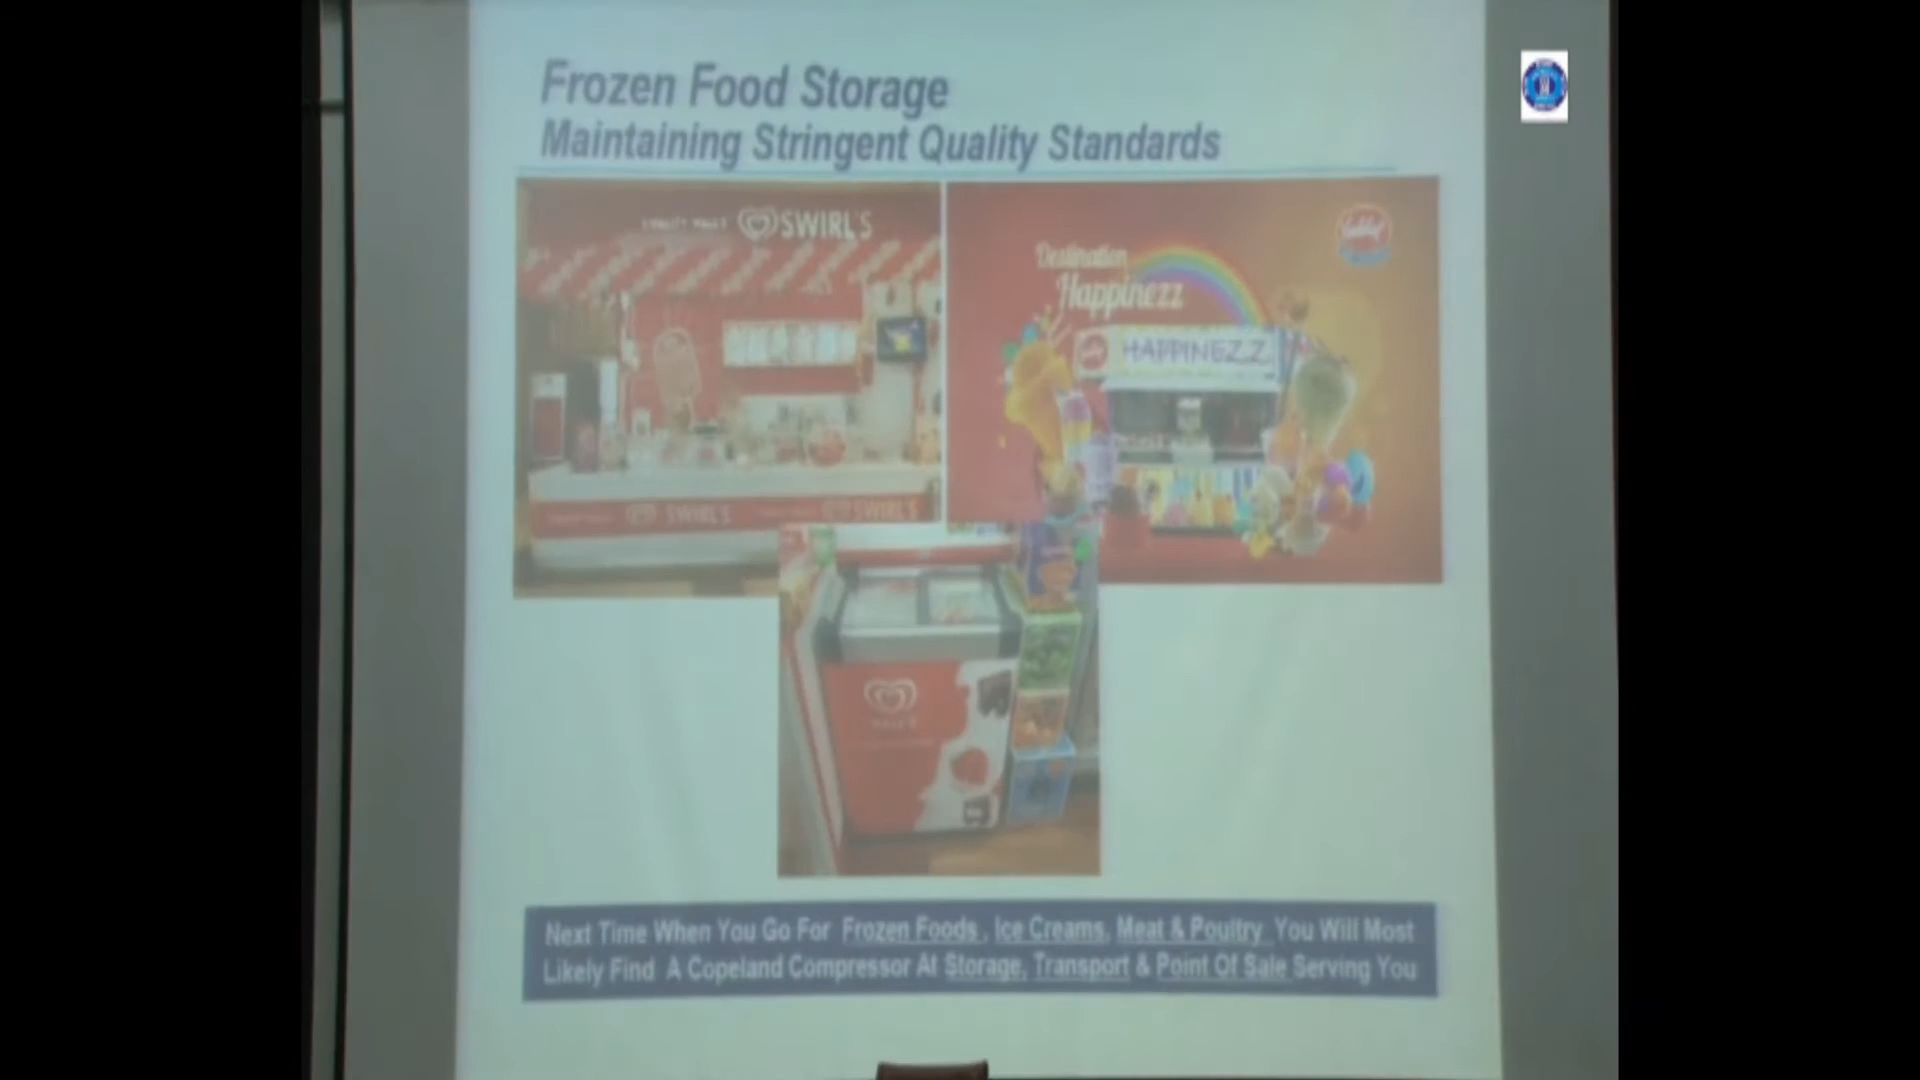 Frozen Food Storage
Maintaining Stringent Quality Standards
SWIRL'S
Destination
Happinezz
HAPPINEZZ
SWIRL'S
SWIRL'S
Next Time When You Go For Frozen Foods , Ice Creams, Meat & Poultry You Will Most
Likely Find A Copeland Compressor At Storage, Transport & Point Of Sale Serving You